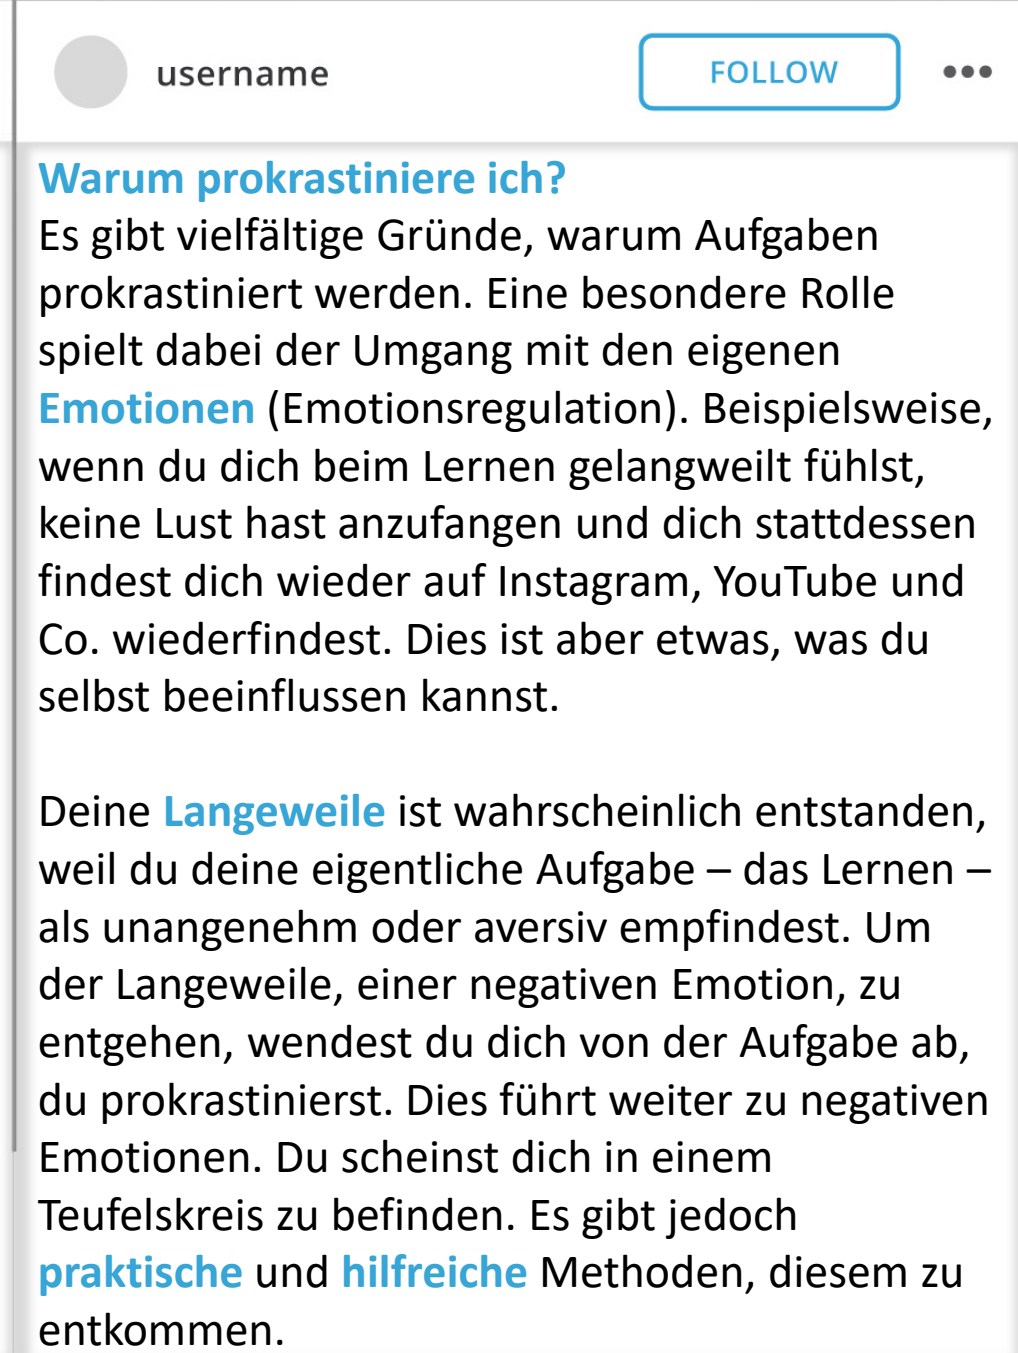 username
FOLLOW
Warum prokrastiniere ich?
Es gibt vielfältige Gründe, warum Aufgaben
prokrastiniert werden. Eine besondere Rolle
spielt dabei der Umgang mit den eigenen
Emotionen (Emotionsregulation). Beispielsweise,
wenn du dich beim Lernen gelangweilt fühlst,
keine Lust hast anzufangen und dich stattdessen
findest dich wieder auf Instagram, YouTube und
Co. wiederfindest. Dies ist aber etwas, was du
selbst beeinflussen kannst.
Deine Langeweile ist wahrscheinlich entstanden,
weil du deine eigentliche Aufgabe – das Lernen –
als unangenehm oder aversiv empfindest. Um
der Langeweile, einer negativen Emotion, zu
entgehen, wendest du dich von der Aufgabe ab,
du prokrastinierst. Dies führt weiter zu negativen
Emotionen. Du scheinst dich in einem
Teufelskreis zu befinden. Es gibt jedoch
praktische und hilfreiche Methoden, diesem zu
entkommen.